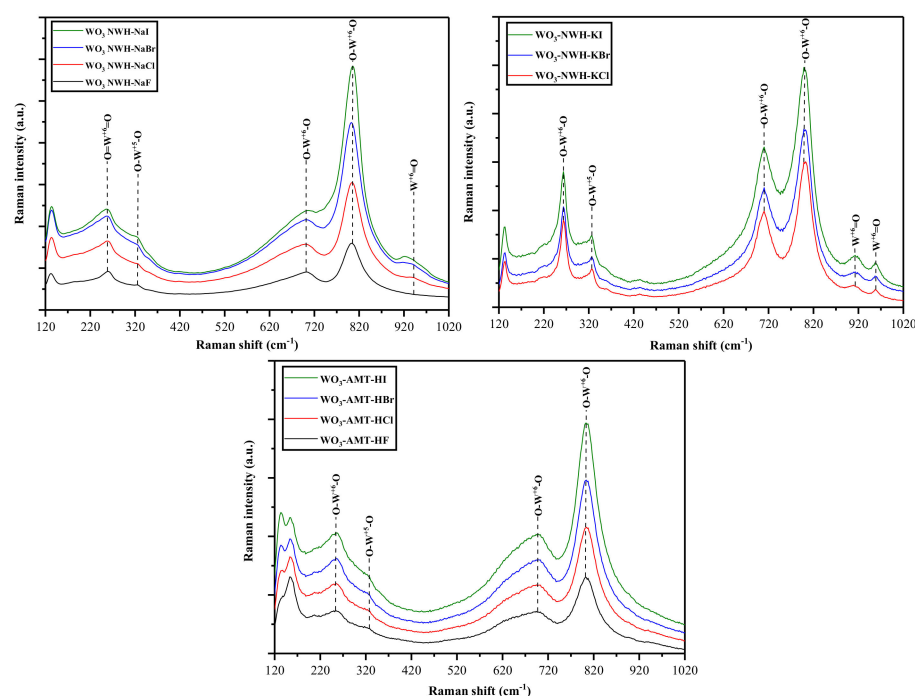 WO3 NWH-NaI
WO3 NWH-NaBr
WO3 NWH-NaCl
WO3 NWH-NaF
O=W+6=O
O-W+5-O
O-W+6-O
O-W+6-O
W+6=O
Raman intensity (a.u.)
120 220 320 420 520 620 720 820 920 1020
Raman shift (cm-1)
WO3-NWH-KI
WO3-NWH-KBr
WO3-NWH-KCl
O-W+6-O
O-W+5-O
O-W+6-O
O-W+6-O
W+6=O
W+6=O
Raman intensity (a.u.)
120 220 320 420 520 620 720 820 920 1020
Raman shift (cm-1)
WO3-AMT-HI
WO3-AMT-HBr
WO3-AMT-HCl
WO3-AMT-HF
O-W+6-O
O-W+5-O
O-W+6-O
O-W+6-O
Raman intensity (a.u.)
120 220 320 420 520 620 720 820 920 1020
Raman shift (cm-1)